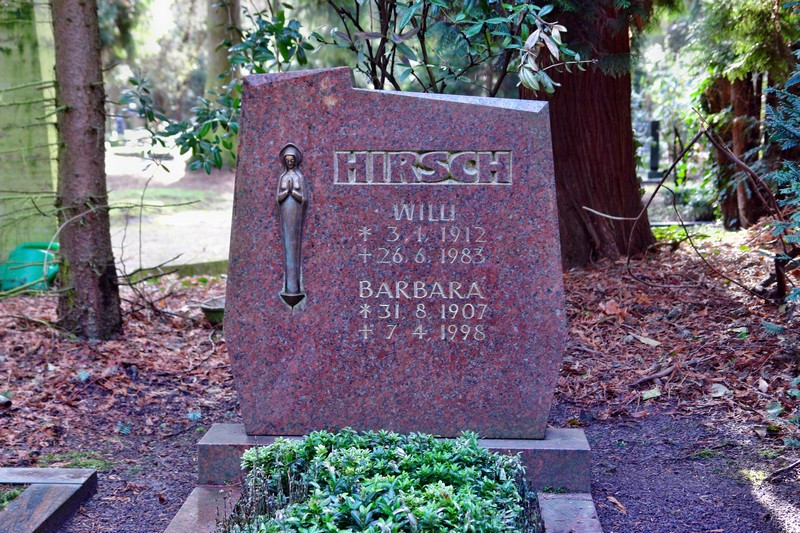 HIRSCH
WILLI
* 3. 1. 1912
+ 26. 6. 1983
BARBARA
* 31. 8. 1907
+ 7. 4. 1998